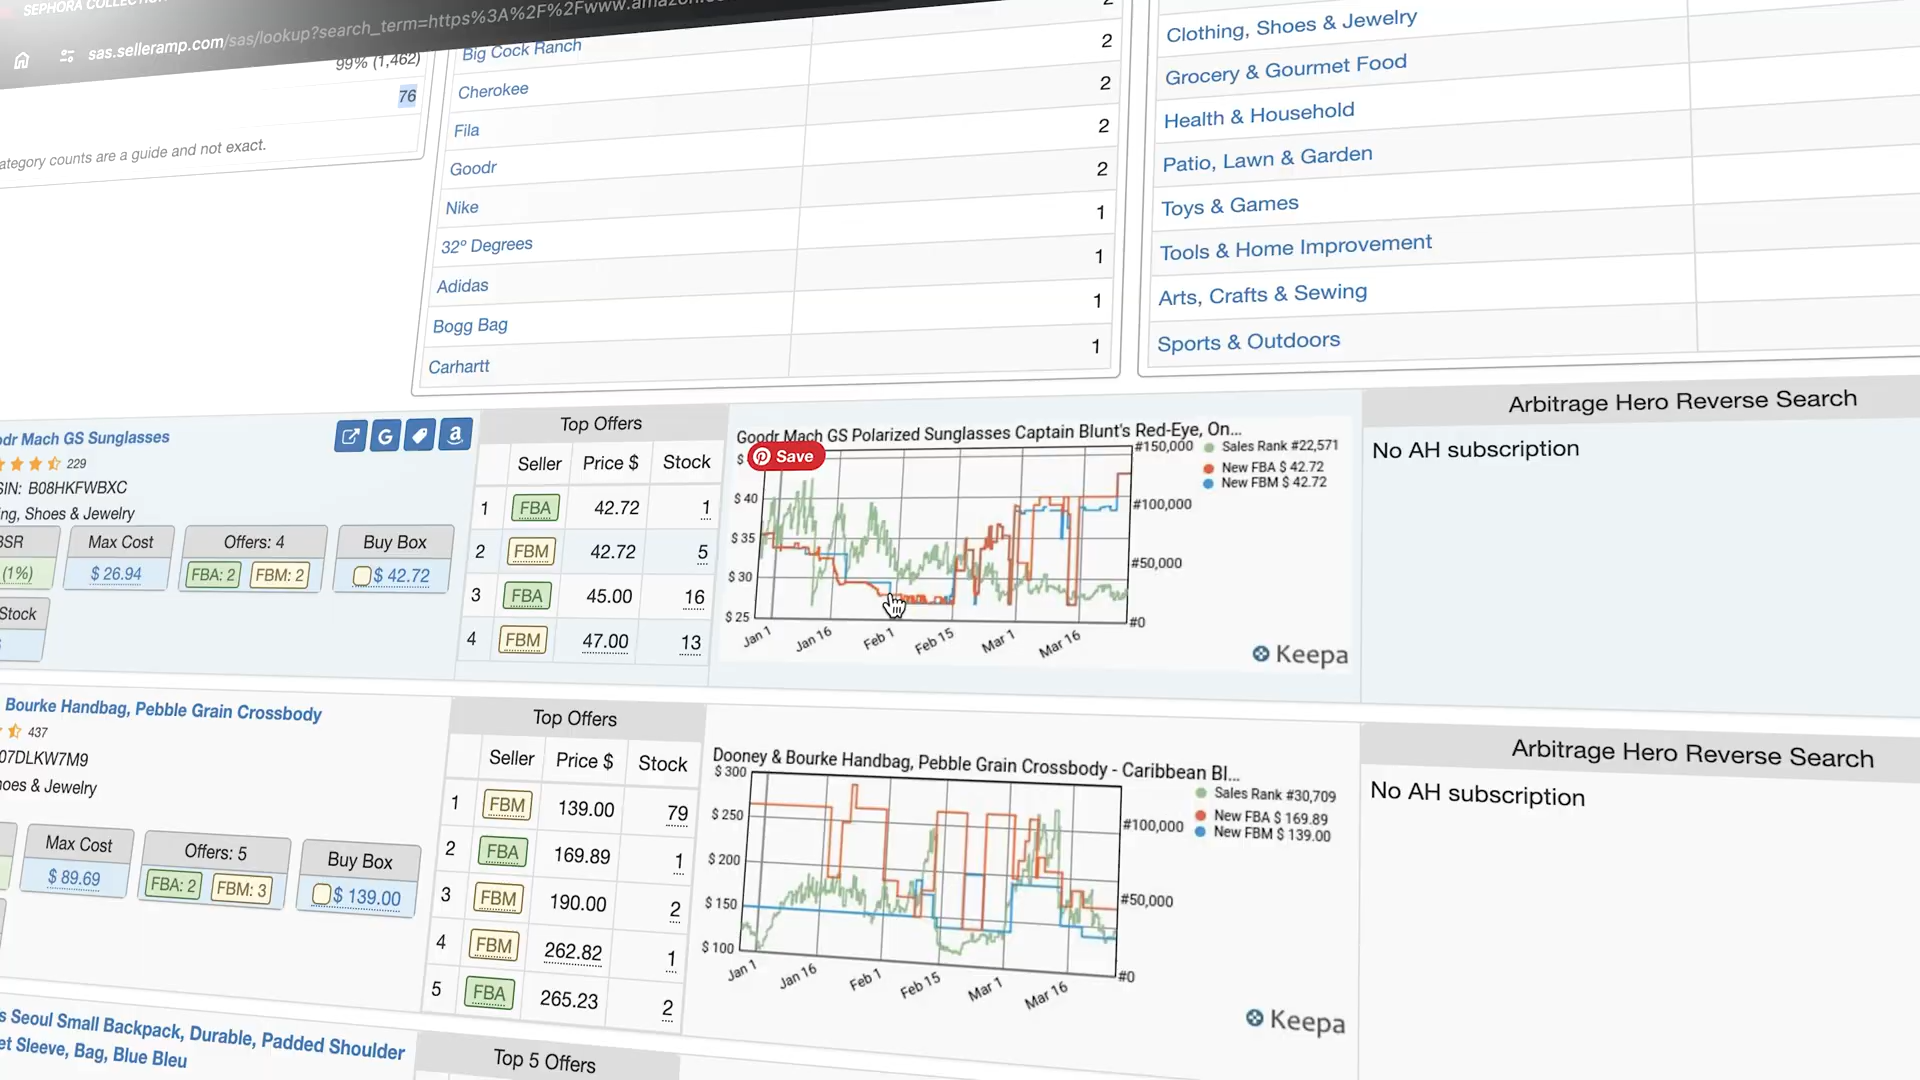 SEPHORA COLLECTION
sas.selleramp.com/sas/lookup?search_term=https%3A%2F%2Fwww.amazon.
99% (1,462)
76
ategory counts are a guide and not exact.
Big Cock Ranch 2
Cherokee 2
Fila 2
Goodr 2
Nike 1
32º Degrees 1
Adidas 1
Bogg Bag 1
Carhartt
Clothing, Shoes & Jewelry
Grocery & Gourmet Food
Health & Household
Patio, Lawn & Garden
Toys & Games
Tools & Home Improvement
Arts, Crafts & Sewing
Sports & Outdoors
odr Mach GS Sunglasses
229
SIN: B08HKFWBXC
ng, Shoes & Jewelry
BSR
(1%)
Max Cost
$ 26.94
Offers: 4
FBA: 2 FBM: 2
Buy Box
$ 42.72
Stock
Top Offers
Seller Price $ Stock
1 FBA 42.72 1
2 FBM 42.72 5
3 FBA 45.00 16
4 FBM 47.00 13
Goodr Mach GS Polarized Sunglasses Captain Blunt's Red-Eye, On...
Save
$ 40
$ 35
$ 30
$ 25
#150,000
#100,000
#50,000
#0
Jan 1 Jan 16 Feb 1 Feb 15 Mar 1 Mar 16
Sales Rank #22,571
New FBA $ 42.72
New FBM $ 42.72
Keepa
Arbitrage Hero Reverse Search
No AH subscription
Bourke Handbag, Pebble Grain Crossbody
437
07DLKW7M9
oes & Jewelry
Max Cost
$ 89.69
Offers: 5
FBA: 2 FBM: 3
Buy Box
$ 139.00
Top Offers
Seller Price $ Stock
1 FBM 139.00 79
2 FBA 169.89 1
3 FBM 190.00 2
4 FBM 262.82 1
5 FBA 265.23 2
Dooney & Bourke Handbag, Pebble Grain Crossbody - Caribbean Bl...
$ 300
$ 250
$ 200
$ 150
$ 100
#100,000
#50,000
#0
Jan 1 Jan 16 Feb 1 Feb 15 Mar 1 Mar 16
Sales Rank #30,709
New FBA $ 169.89
New FBM $ 139.00
Keepa
Arbitrage Hero Reverse Search
No AH subscription
s Seoul Small Backpack, Durable, Padded Shoulder
et Sleeve, Bag, Blue Bleu
Top 5 Offers